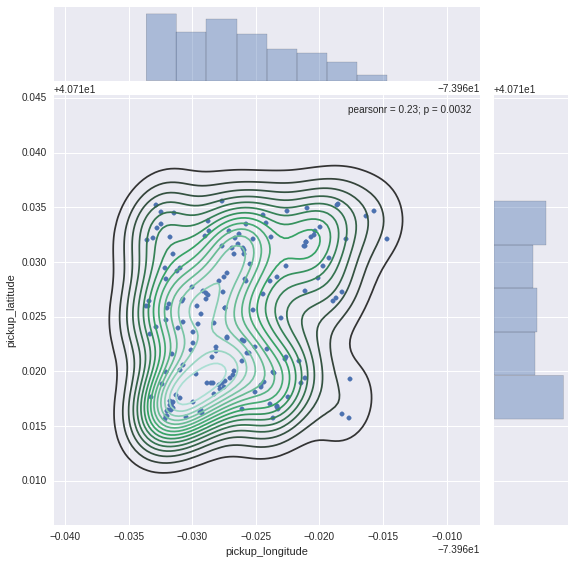 +4.071e1
−7.396e1
+4.071e1
pearsonr = 0.23; p = 0.0032
0.045
0.040
0.035
0.030
0.025
0.020
0.015
0.010
pickup_latitude
−0.040 −0.035 −0.030 −0.025 −0.020 −0.015 −0.010
pickup_longitude
−7.396e1